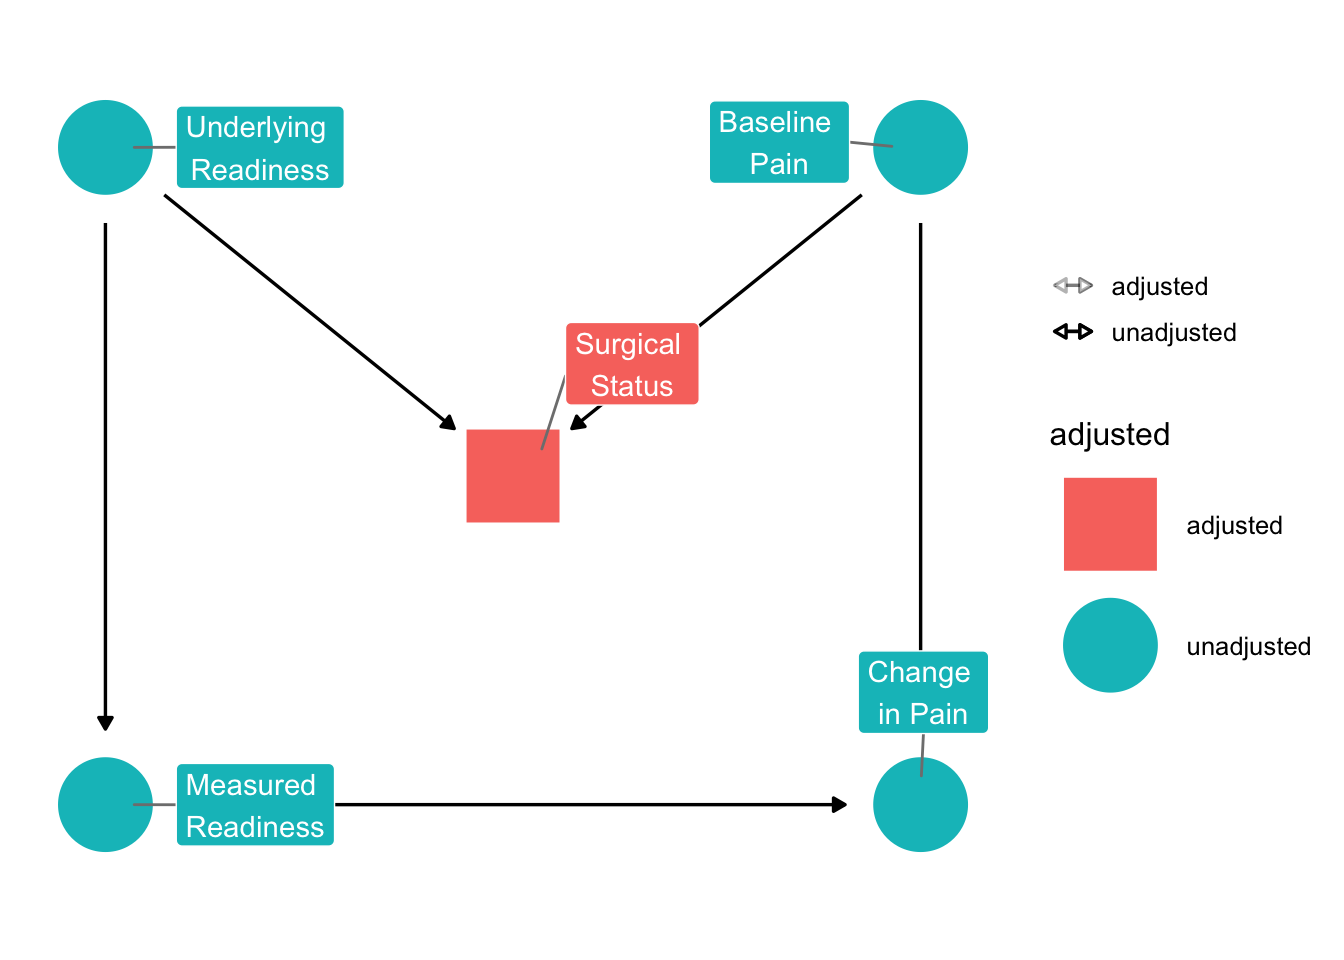 Underlying
Readiness
Baseline
Pain
adjusted
unadjusted
Surgical
Status
adjusted
adjusted
unadjusted
Change
in Pain
Measured
Readiness